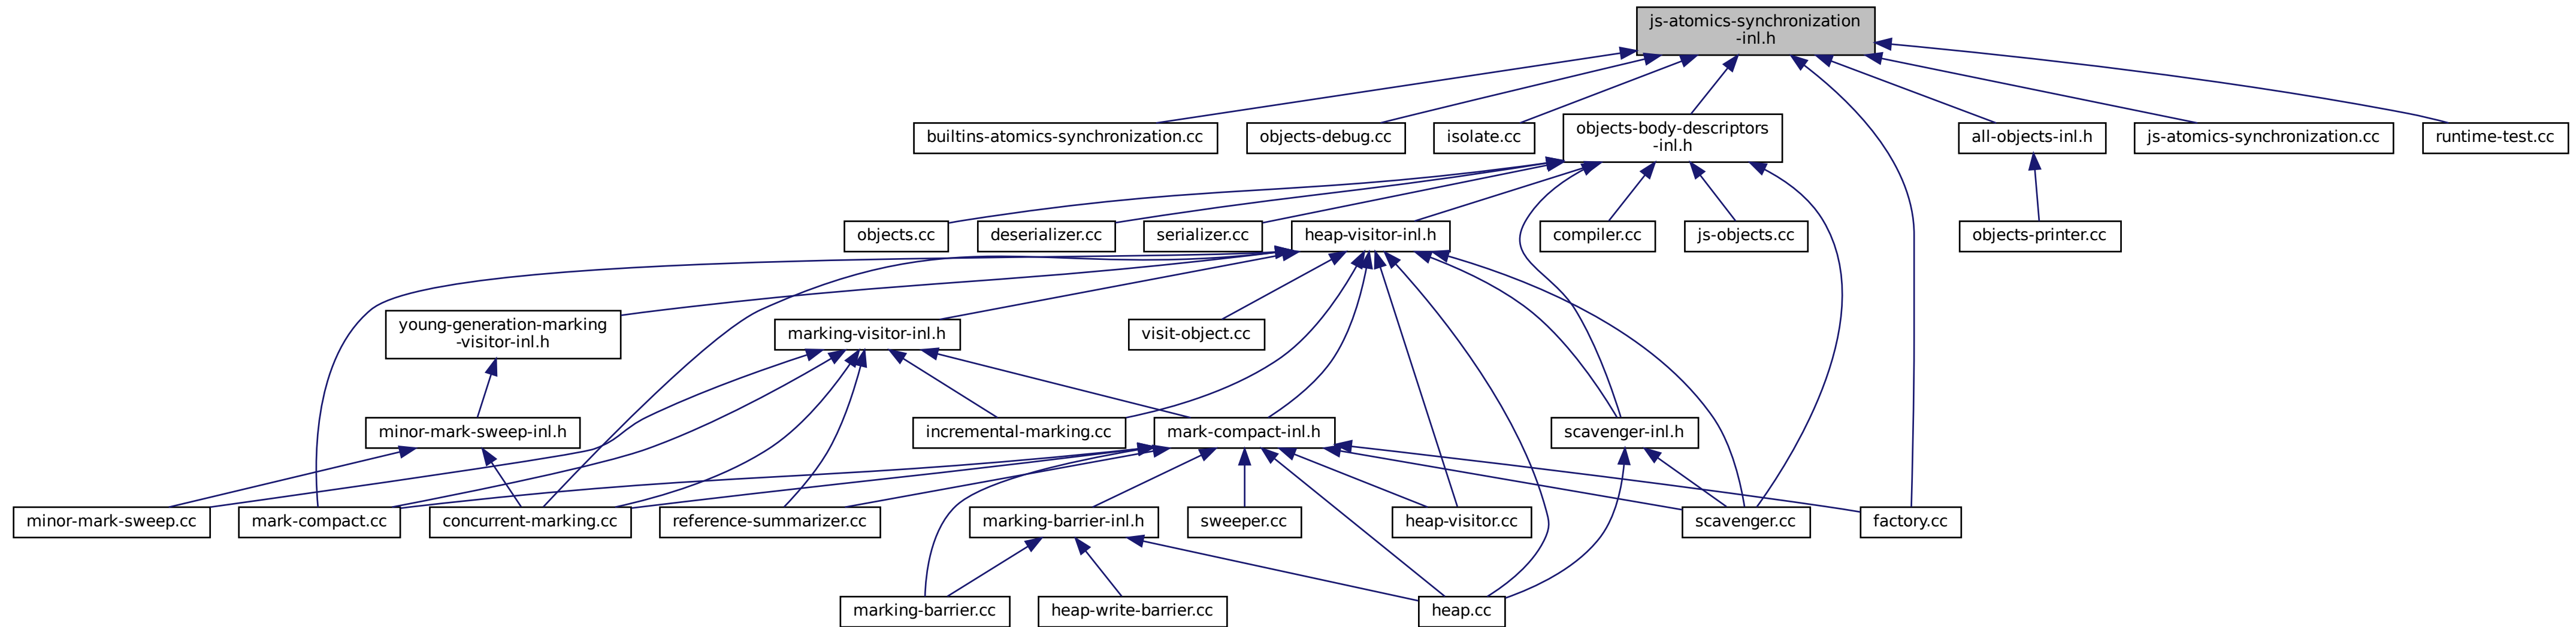 js-atomics-synchronization
-inl.h
builtins-atomics-synchronization.cc
objects-debug.cc
isolate.cc
objects-body-descriptors
-inl.h
all-objects-inl.h
js-atomics-synchronization.cc
runtime-test.cc
objects.cc
deserializer.cc
serializer.cc
heap-visitor-inl.h
compiler.cc
js-objects.cc
objects-printer.cc
young-generation-marking
-visitor-inl.h
marking-visitor-inl.h
visit-object.cc
minor-mark-sweep-inl.h
incremental-marking.cc
mark-compact-inl.h
scavenger-inl.h
minor-mark-sweep.cc
mark-compact.cc
concurrent-marking.cc
reference-summarizer.cc
marking-barrier-inl.h
sweeper.cc
heap-visitor.cc
scavenger.cc
factory.cc
marking-barrier.cc
heap-write-barrier.cc
heap.cc